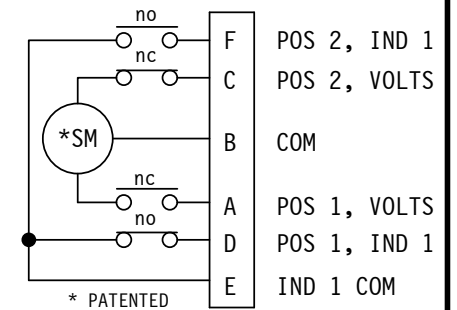 no
F POS 2, IND 1
nc
C POS 2, VOLTS
*SM B COM
nc
A POS 1, VOLTS
no
D POS 1, IND 1
E IND 1 COM
* PATENTED